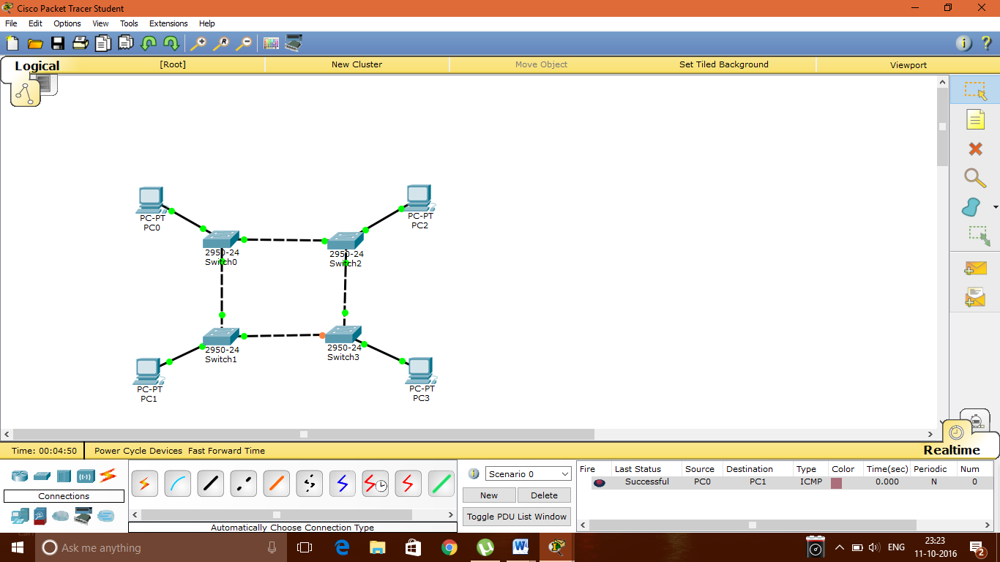 Cisco Packet Tracer Student
File Edit Options View Tools Extensions Help
Logical [Root] New Cluster Move Object Set Tiled Background Viewport
PC-PT
PC0
PC-PT
PC2
2950-24
Switch0
2950-24
Switch2
2950-24
Switch1
2950-24
Switch3
PC-PT
PC1
PC-PT
PC3
Time: 00:04:50 Power Cycle Devices Fast Forward Time Realtime
Connections
Automatically Choose Connection Type
Scenario 0
New Delete
Toggle PDU List Window
Fire Last Status Source Destination Type Color Time(sec) Periodic Num
Successful PC0 PC1 ICMP 0.000 N 0
Ask me anything
ENG
23:23
11-10-2016
2